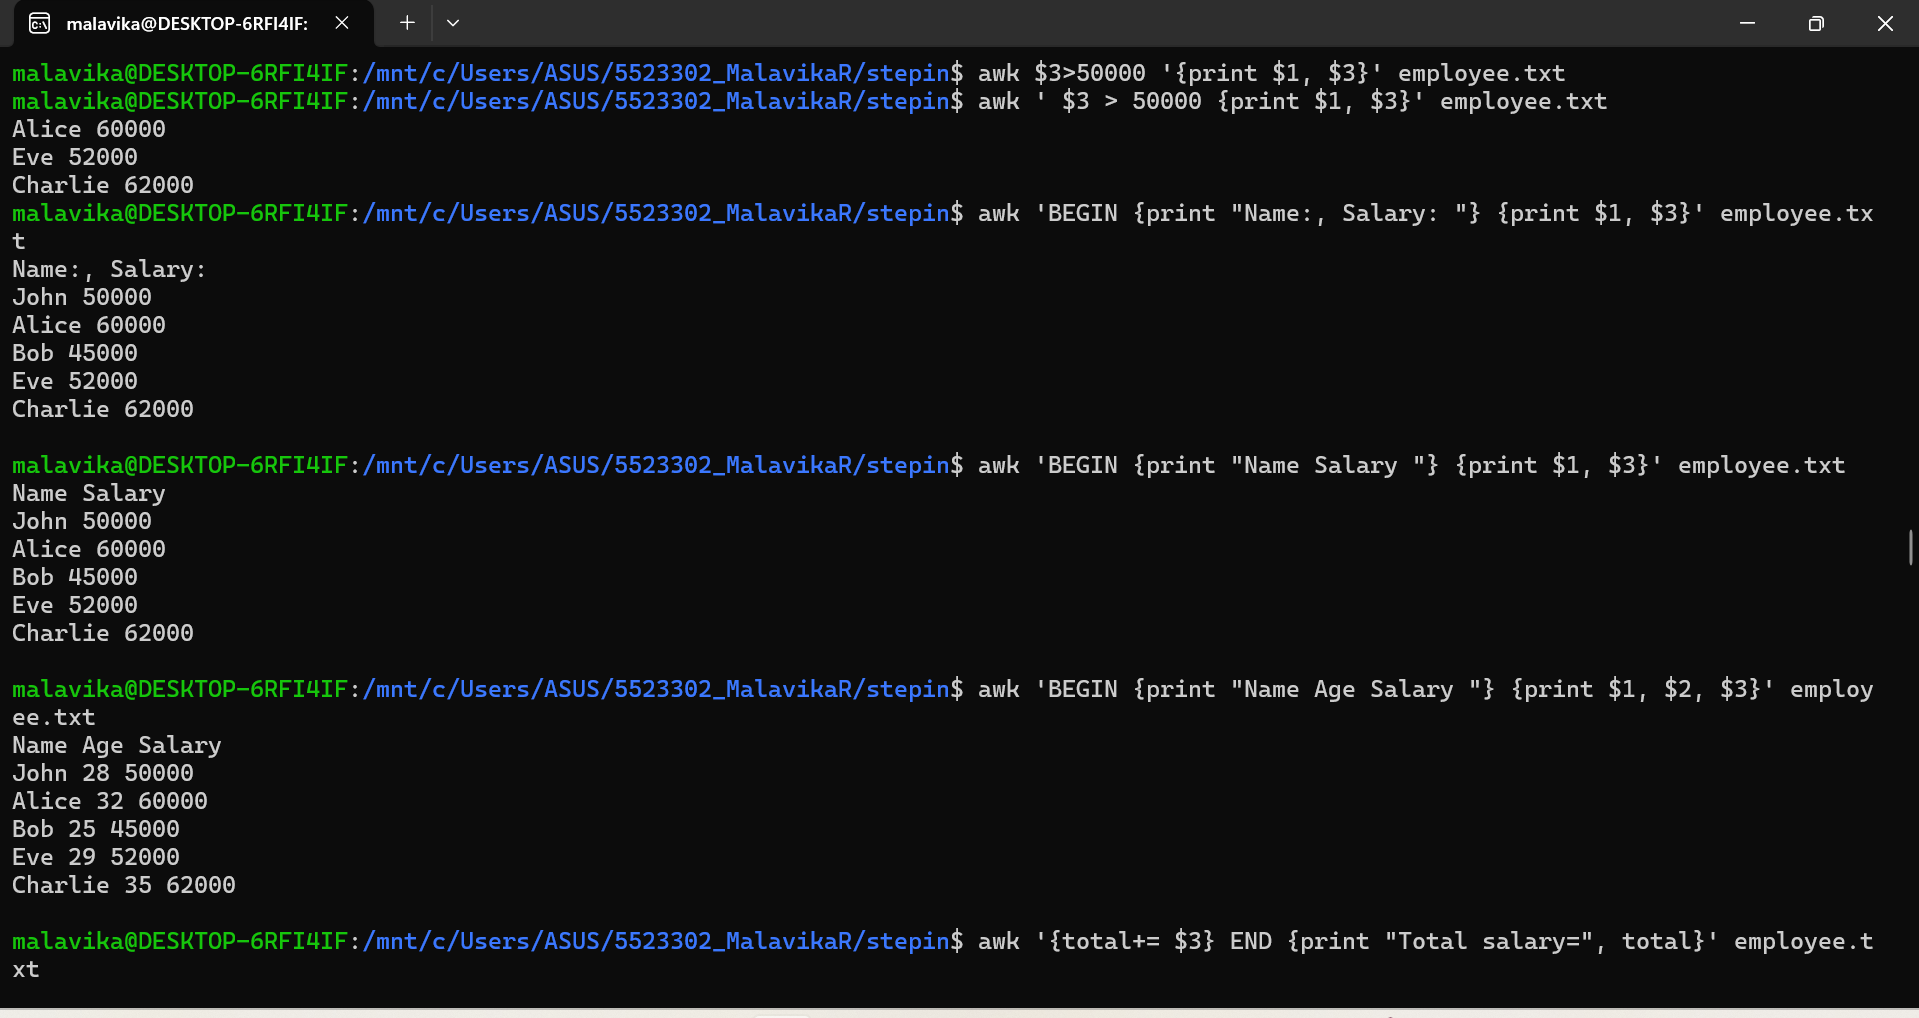 malavika@DESKTOP-6RFI4IF:
malavika@DESKTOP-6RFI4IF:/mnt/c/Users/ASUS/5523302_MalavikaR/stepin$ awk $3>50000 '{print $1, $3}' employee.txt
malavika@DESKTOP-6RFI4IF:/mnt/c/Users/ASUS/5523302_MalavikaR/stepin$ awk ' $3 > 50000 {print $1, $3}' employee.txt
Alice 60000
Eve 52000
Charlie 62000
malavika@DESKTOP-6RFI4IF:/mnt/c/Users/ASUS/5523302_MalavikaR/stepin$ awk 'BEGIN {print "Name:, Salary: "} {print $1, $3}' employee.tx
t
Name:, Salary:
John 50000
Alice 60000
Bob 45000
Eve 52000
Charlie 62000
malavika@DESKTOP-6RFI4IF:/mnt/c/Users/ASUS/5523302_MalavikaR/stepin$ awk 'BEGIN {print "Name Salary "} {print $1, $3}' employee.txt
Name Salary
John 50000
Alice 60000
Bob 45000
Eve 52000
Charlie 62000
malavika@DESKTOP-6RFI4IF:/mnt/c/Users/ASUS/5523302_MalavikaR/stepin$ awk 'BEGIN {print "Name Age Salary "} {print $1, $2, $3}' employ
ee.txt
Name Age Salary
John 28 50000
Alice 32 60000
Bob 25 45000
Eve 29 52000
Charlie 35 62000
malavika@DESKTOP-6RFI4IF:/mnt/c/Users/ASUS/5523302_MalavikaR/stepin$ awk '{total+= $3} END {print "Total salary=", total}' employee.t
xt